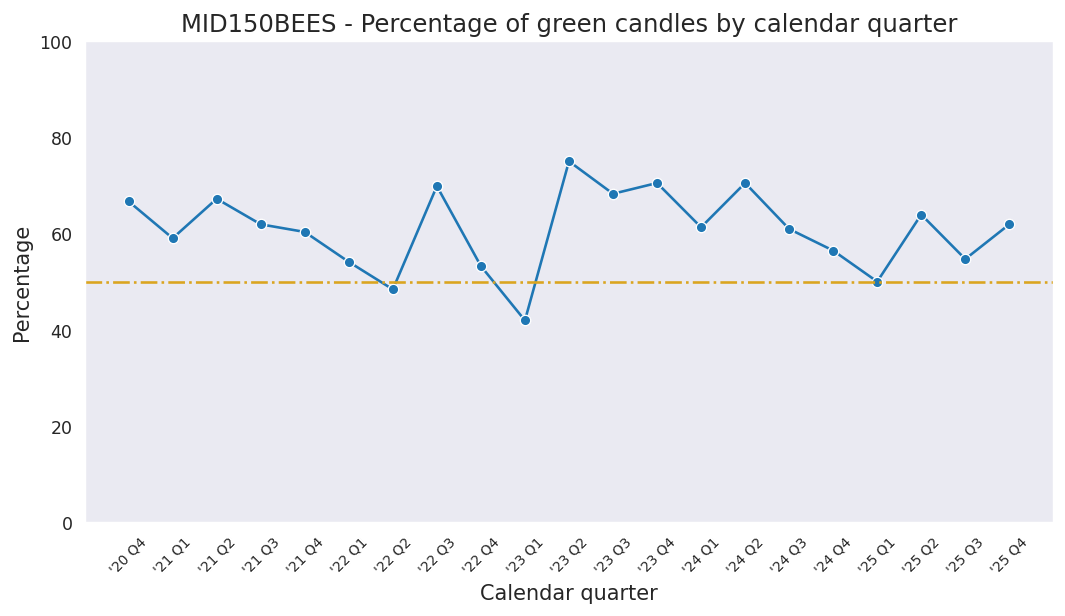 MID150BEES - Percentage of green candles by calendar quarter
100
80
60
40
20
0
Percentage
'20 Q4
'21 Q1
'21 Q2
'21 Q3
'21 Q4
'22 Q1
'22 Q2
'22 Q3
'22 Q4
'23 Q1
'23 Q2
'23 Q3
'23 Q4
'24 Q1
'24 Q2
'24 Q3
'24 Q4
'25 Q1
'25 Q2
'25 Q3
'25 Q4
Calendar quarter